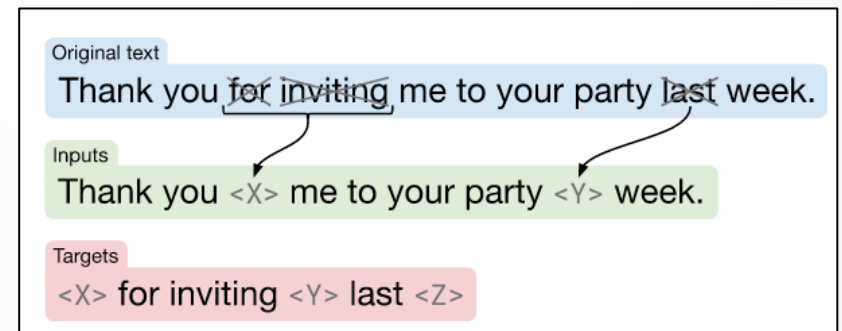 Original text
Thank you for inviting me to your party last week.
Inputs
Thank you <X> me to your party <Y> week.
Targets
<X> for inviting <Y> last <Z>